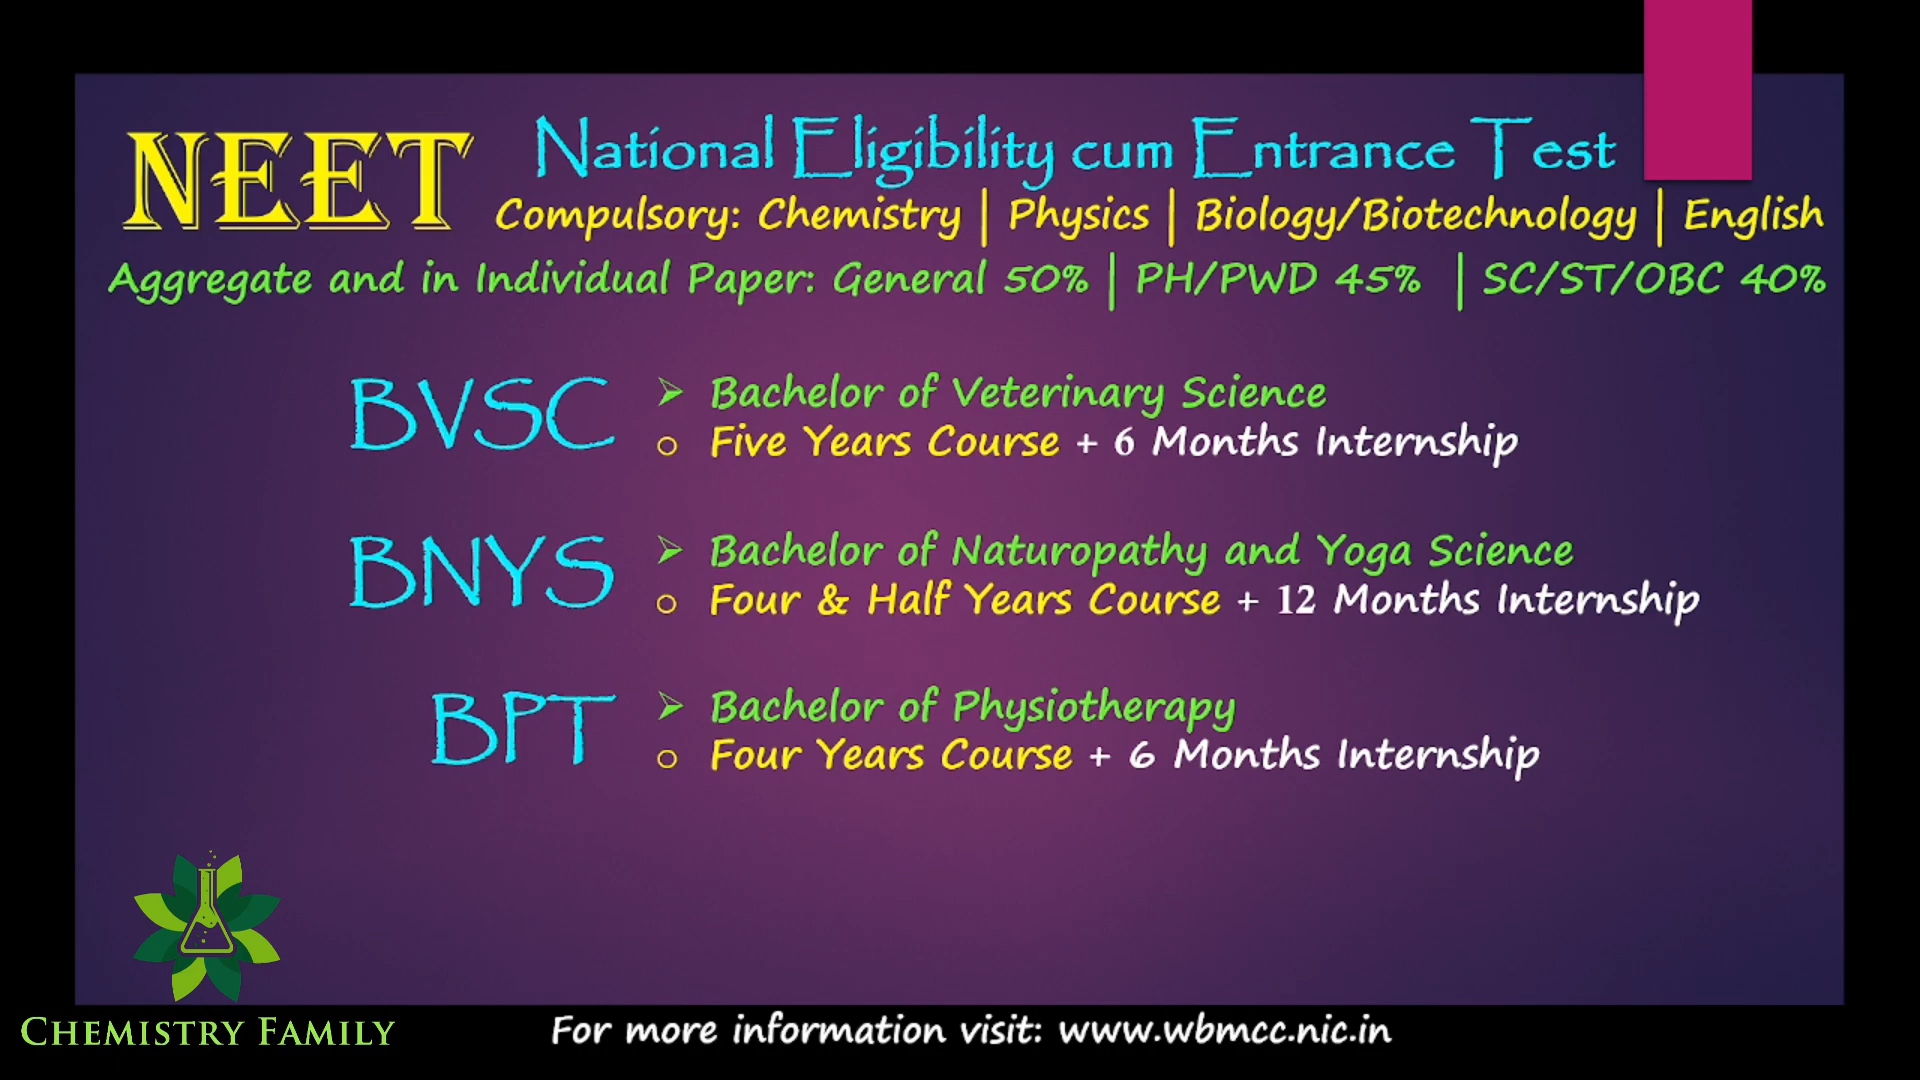 NEET
National Eligibility cum Entrance Test
Compulsory: Chemistry | Physics | Biology/Biotechnology | English
Aggregate and in Individual Paper: General 50% | PH/PWD 45% | SC/ST/OBC 40%
BVSC
➢ Bachelor of Veterinary Science
o Five Years Course + 6 Months Internship
BNYS
➢ Bachelor of Naturopathy and Yoga Science
o Four & Half Years Course + 12 Months Internship
BPT
➢ Bachelor of Physiotherapy
o Four Years Course + 6 Months Internship
CHEMISTRY FAMILY
For more information visit: www.wbmcc.nic.in